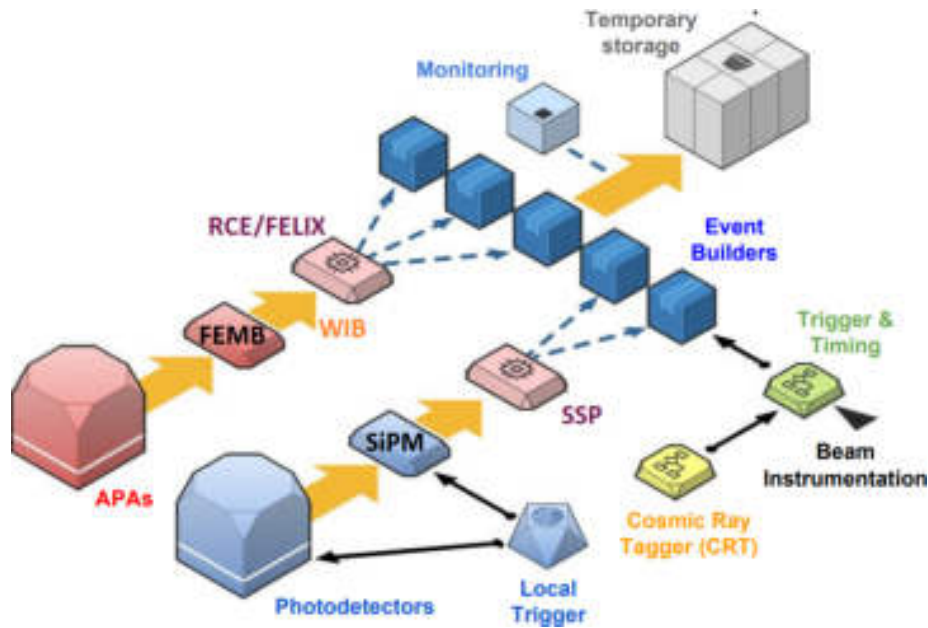 Temporary
storage
Monitoring
RCE/FELIX
Event
Builders
FEMB
WIB
Trigger &
Timing
SSP
SiPM
Beam
Instrumentation
APAs
Cosmic Ray
Tagger (CRT)
Local
Trigger
Photodetectors